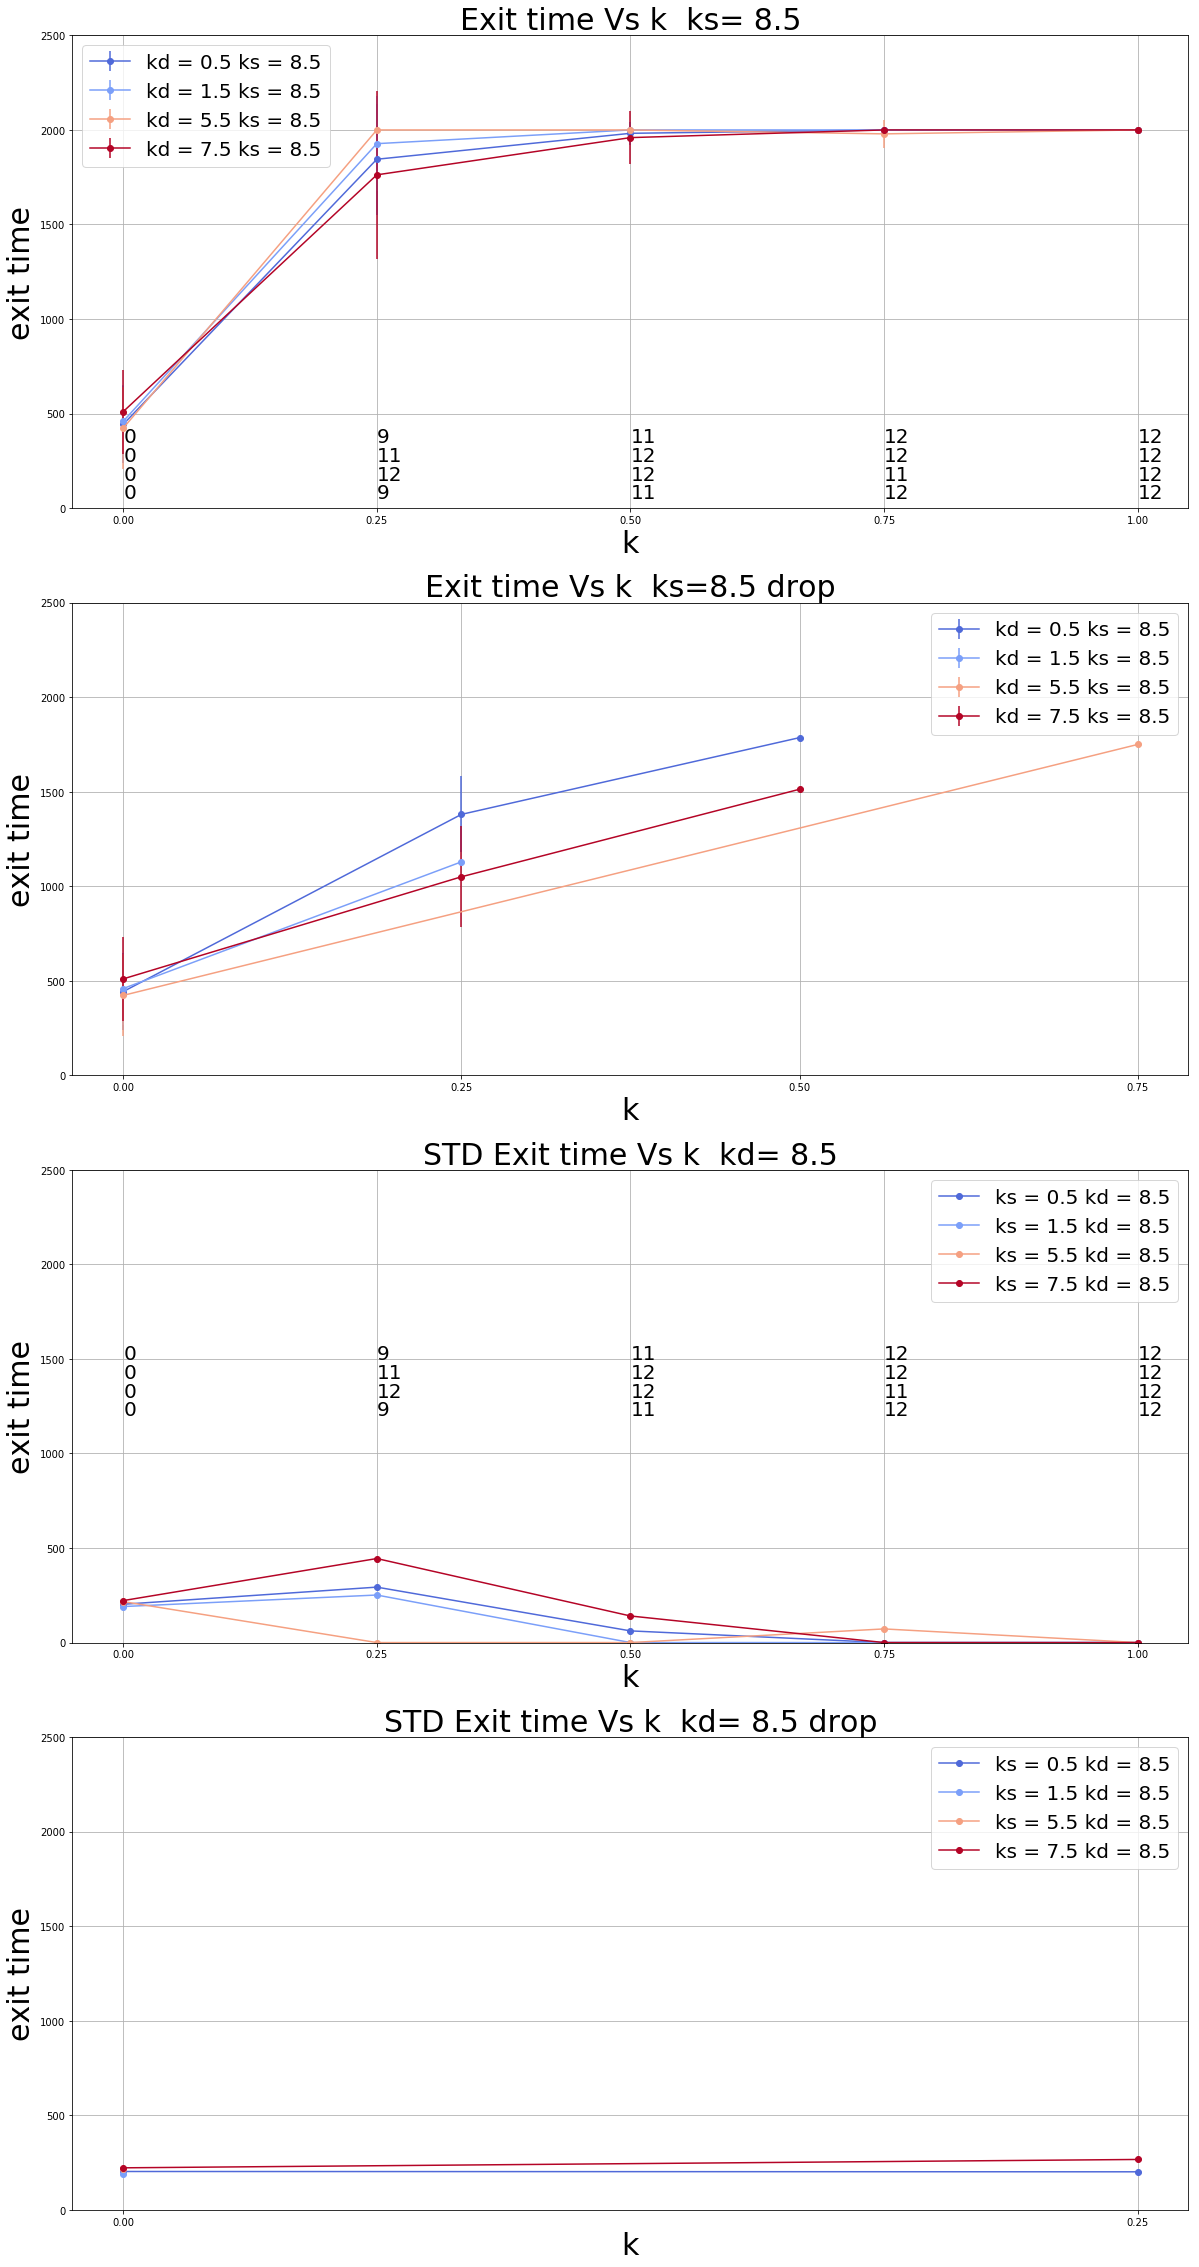 Exit time Vs k  ks= 8.5
2500
2000
1500
1000
500
0
exit time
kd = 0.5 ks = 8.5
kd = 1.5 ks = 8.5
kd = 5.5 ks = 8.5
kd = 7.5 ks = 8.5
0 9 11 12 12
0 11 12 12 12
0 12 12 11 12
0 9 11 12 12
0.00 0.25 0.50 0.75 1.00
k
Exit time Vs k  ks=8.5 drop
2500
2000
1500
1000
500
0
exit time
kd = 0.5 ks = 8.5
kd = 1.5 ks = 8.5
kd = 5.5 ks = 8.5
kd = 7.5 ks = 8.5
0.00 0.25 0.50 0.75
k
STD Exit time Vs k  kd= 8.5
2500
2000
1500
1000
500
0
exit time
ks = 0.5 kd = 8.5
ks = 1.5 kd = 8.5
ks = 5.5 kd = 8.5
ks = 7.5 kd = 8.5
0 9 11 12 12
0 11 12 12 12
0 12 12 11 12
0 9 11 12 12
0.00 0.25 0.50 0.75 1.00
k
STD Exit time Vs k  kd= 8.5 drop
2500
2000
1500
1000
500
0
exit time
ks = 0.5 kd = 8.5
ks = 1.5 kd = 8.5
ks = 5.5 kd = 8.5
ks = 7.5 kd = 8.5
0.00 0.25
k